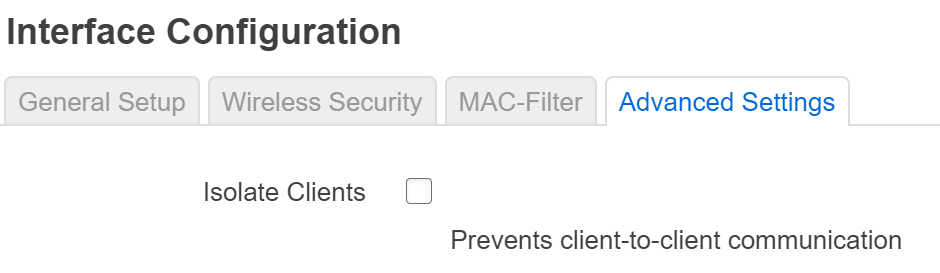 Interface Configuration
General Setup Wireless Security MAC-Filter Advanced Settings
Isolate Clients
Prevents client-to-client communication